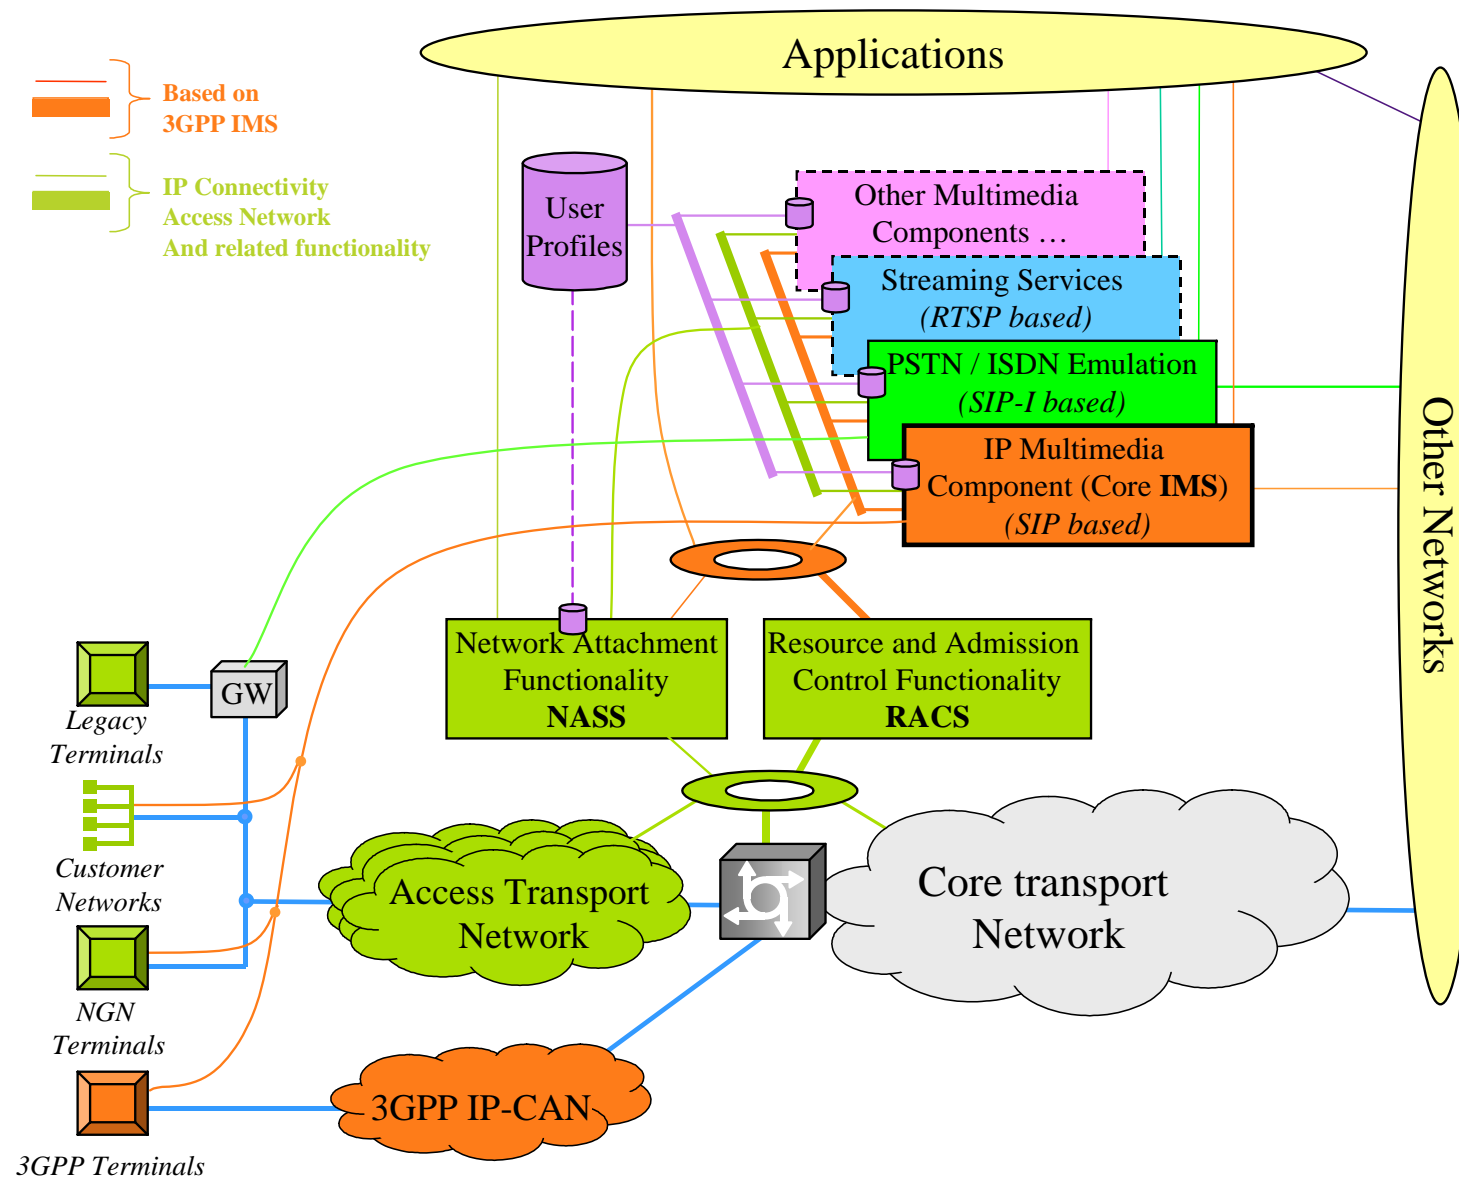 Applications
Based on
3GPP IMS
IP Connectivity
Access Network
And related functionality
User
Profiles
Other Multimedia
Components …
Streaming Services
(RTSP based)
PSTN / ISDN Emulation
(SIP-I based)
IP Multimedia
Component (Core IMS)
(SIP based)
Other Networks
Network Attachment
Functionality
NASS
Resource and Admission
Control Functionality
RACS
GW
Legacy
Terminals
Customer
Networks
Access Transport
Network
Core transport
Network
NGN
Terminals
3GPP IP-CAN
3GPP Terminals